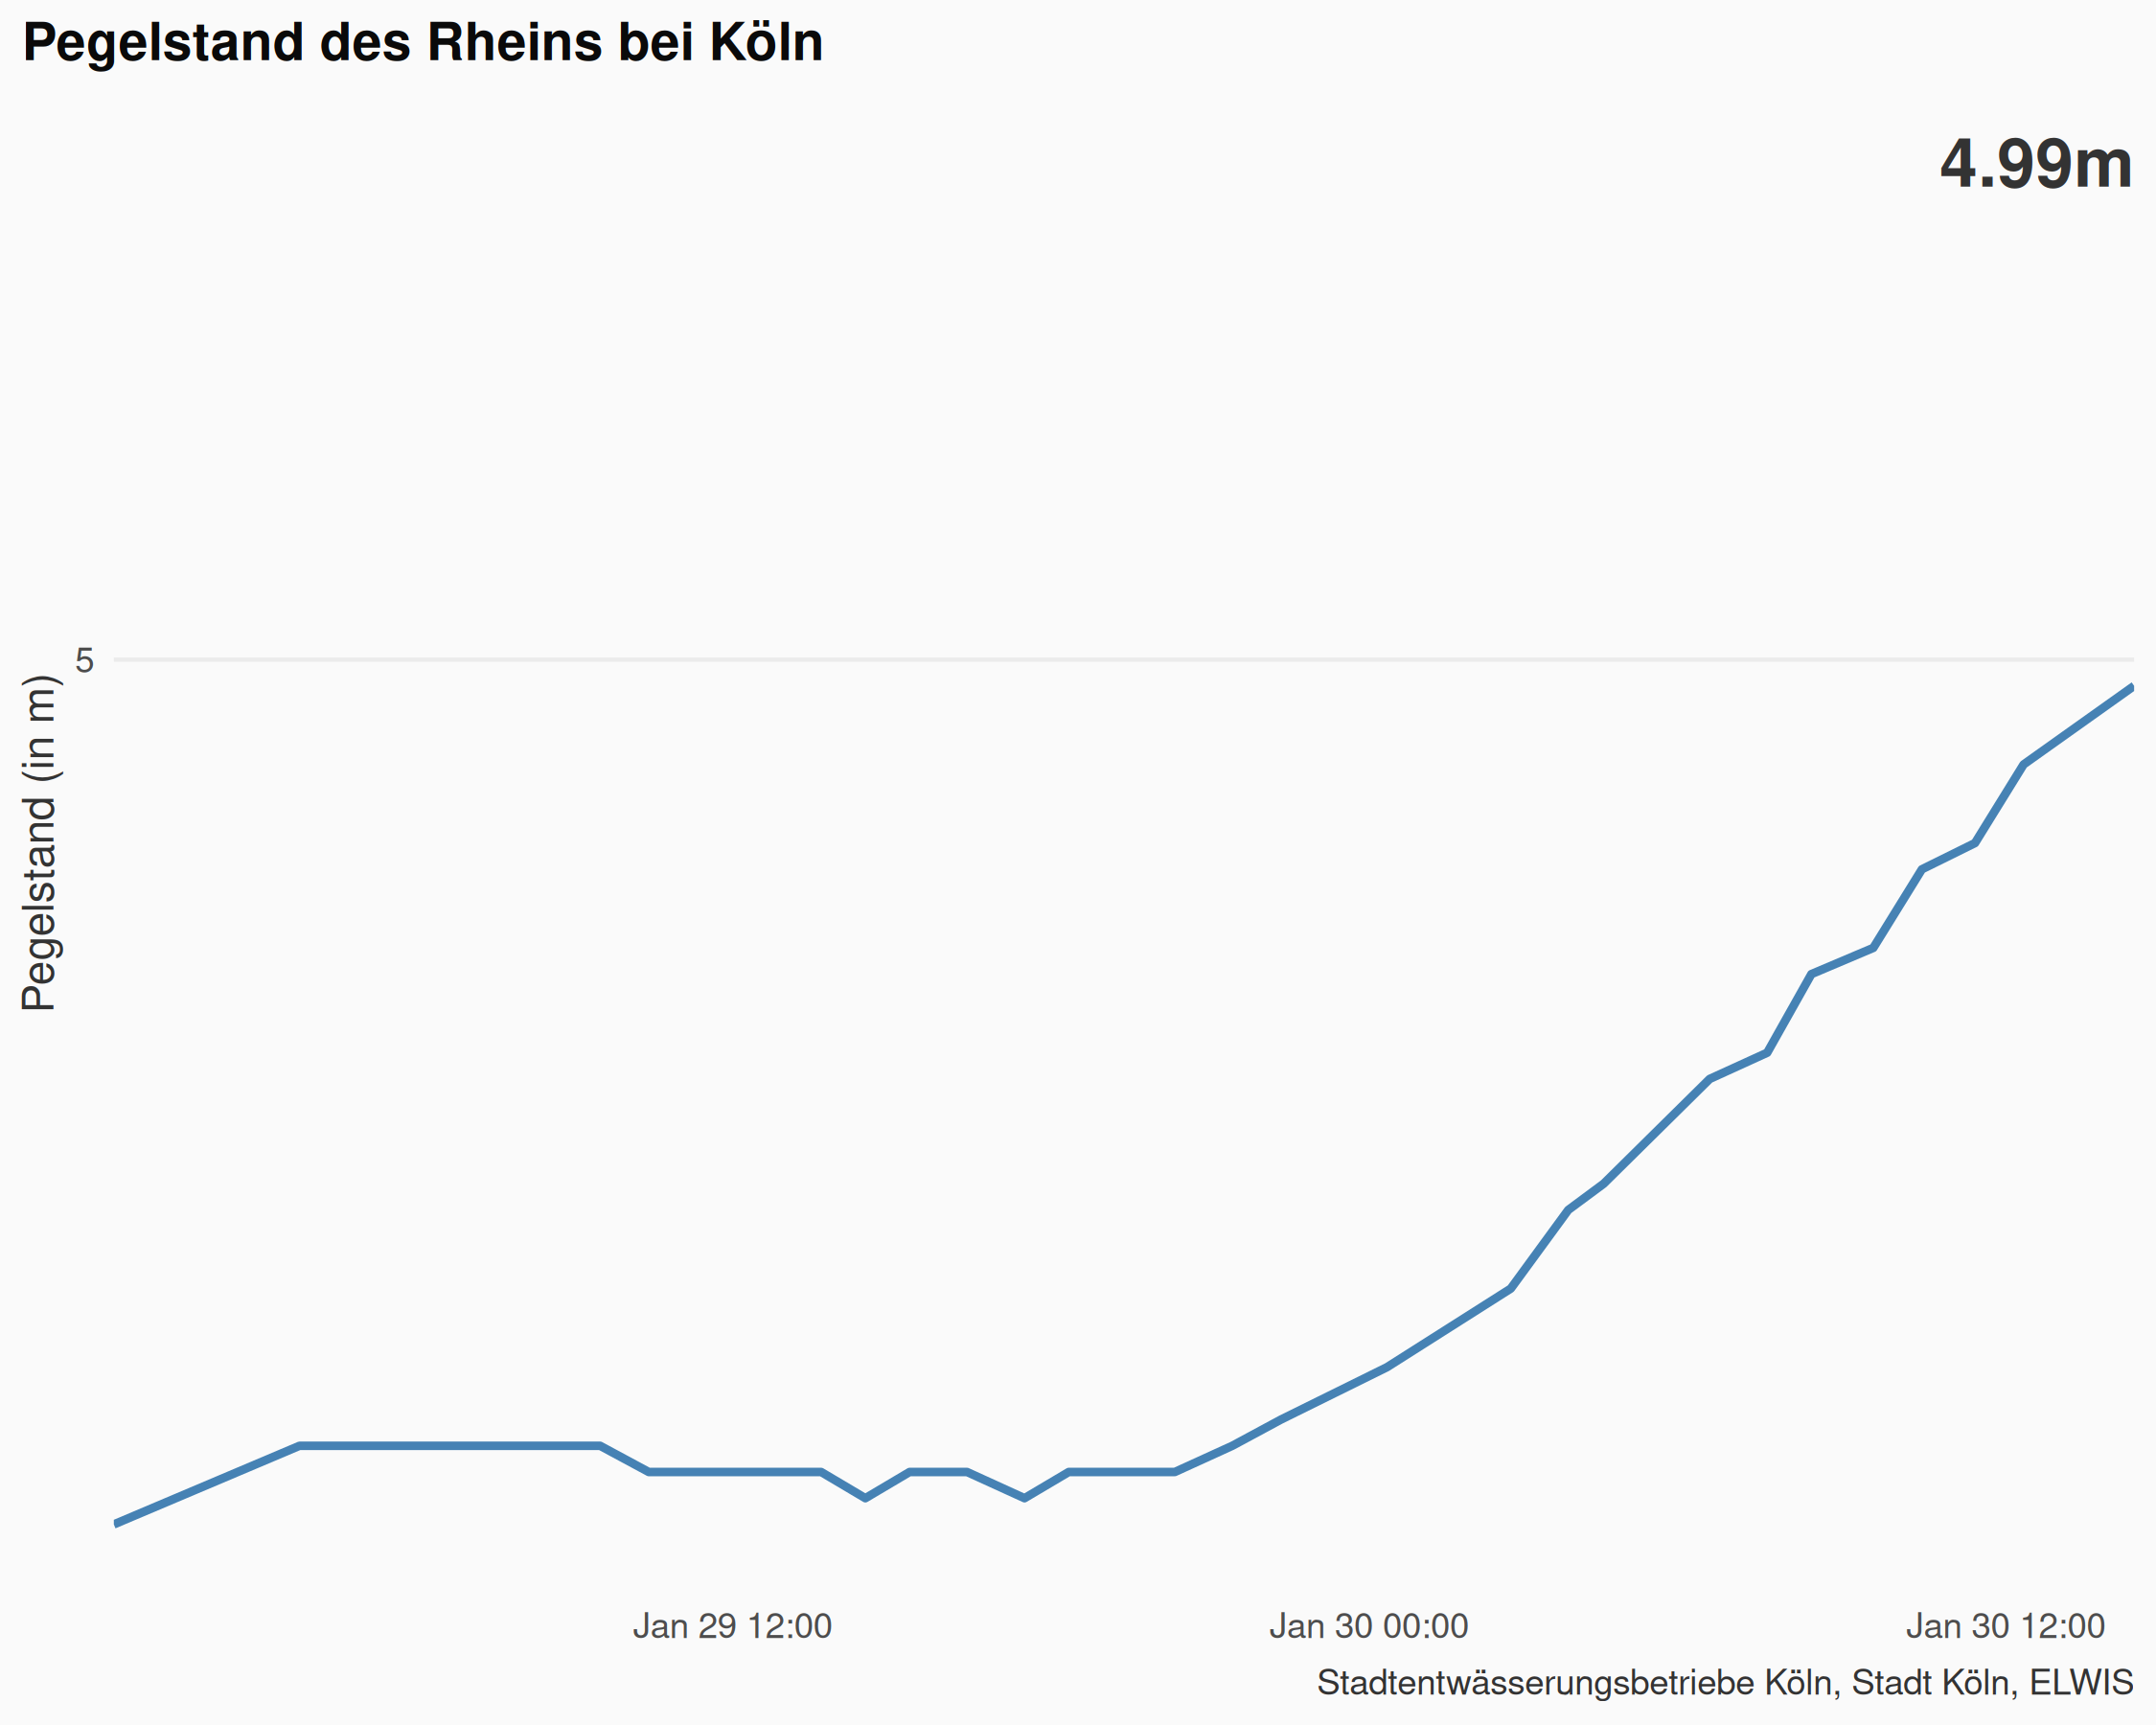 Pegelstand des Rheins bei Köln
4.99m
5
Pegelstand (in m)
Jan 29 12:00
Jan 30 00:00
Jan 30 12:00
Stadtentwässerungsbetriebe Köln, Stadt Köln, ELWIS